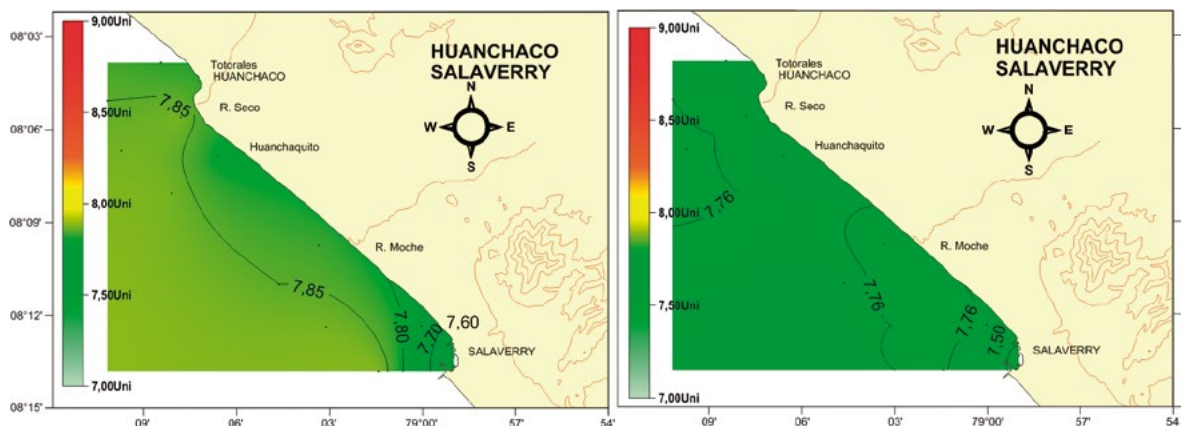 9,00Uni
8,50Uni
8,00Uni
7,50Uni
7,00Uni
08°03'
08°06'
08°09'
08°12'
08°15'
HUANCHACO
SALAVERRY
N
W E
S
Totorales
HUANCHACO
R. Seco
Huanchaquito
R. Moche
SALAVERRY
7,85
7,85
7,80
7,70
7,60
09'
06'
03'
79°00'
57'
54'
9,00Uni
8,50Uni
8,00Uni
7,50Uni
7,00Uni
HUANCHACO
SALAVERRY
N
W E
S
Totorales
HUANCHACO
R. Seco
Huanchaquito
R. Moche
SALAVERRY
7,76
7,76
7,76
7,50
09'
06'
03'
79°00'
57'
54'